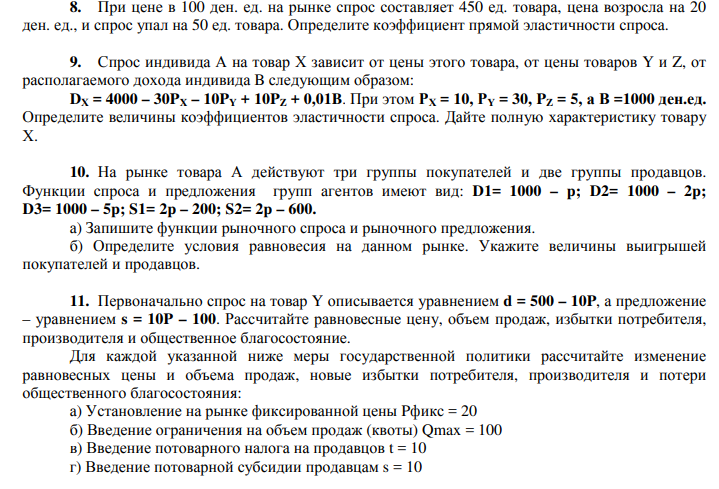 8. При цене в 100 ден. ед. на рынке спрос составляет 450 ед. товара, цена возросла на 20
ден. ед., и спрос упал на 50 ед. товара. Определите коэффициент прямой эластичности спроса.
9. Спрос индивида А на товар X зависит от цены этого товара, от цены товаров Y и Z, от
располагаемого дохода индивида В следующим образом:
DX = 4000 – 30PX – 10PY + 10PZ + 0,01B. При этом PX = 10, PY = 30, PZ = 5, а В =1000 ден.ед.
Определите величины коэффициентов эластичности спроса. Дайте полную характеристику товару
X.
10. На рынке товара А действуют три группы покупателей и две группы продавцов.
Функции спроса и предложения групп агентов имеют вид: D1= 1000 – p; D2= 1000 – 2p;
D3= 1000 – 5p; S1= 2p – 200; S2= 2p – 600.
а) Запишите функции рыночного спроса и рыночного предложения.
б) Определите условия равновесия на данном рынке. Укажите величины выигрышей
покупателей и продавцов.
11. Первоначально спрос на товар Y описывается уравнением d = 500 – 10P, а предложение
– уравнением s = 10P – 100. Рассчитайте равновесные цену, объем продаж, избытки потребителя,
производителя и общественное благосостояние.
Для каждой указанной ниже меры государственной политики рассчитайте изменение
равновесных цены и объема продаж, новые избытки потребителя, производителя и потери
общественного благосостояния:
а) Установление на рынке фиксированной цены Рфикс = 20
б) Введение ограничения на объем продаж (квоты) Qmax = 100
в) Введение потоварного налога на продавцов t = 10
г) Введение потоварной субсидии продавцам s = 10